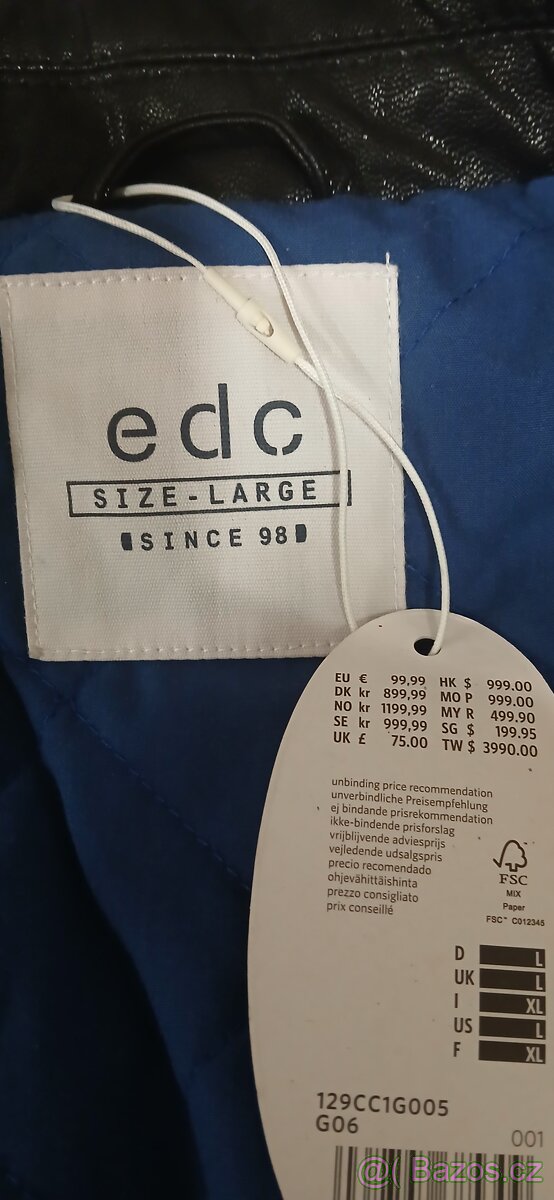 edc
SIZE-LARGE
SINCE 98
EU € 99,99 HK $ 999.00
DK kr 899,99 MO P 999.00
NO kr 1199,99 MY R 499.90
SE kr 999,99 SG $ 199.95
UK £ 75.00 TW $ 3990.00
unbinding price recommendation
unverbindliche Preisempfehlung
ej bindande prisrekommendation
ikke-bindende prisforslag
vrijblijvende adviesprijs
vejledende udsalgspris
precio recomendado
ohjevähittäishinta
prezzo consigliato
prix conseillé
FSC
MIX
Paper
FSC™ C012345
D L
UK L
I XL
US L
F XL
129CC1G005
G06
001
@( Bazos.cz